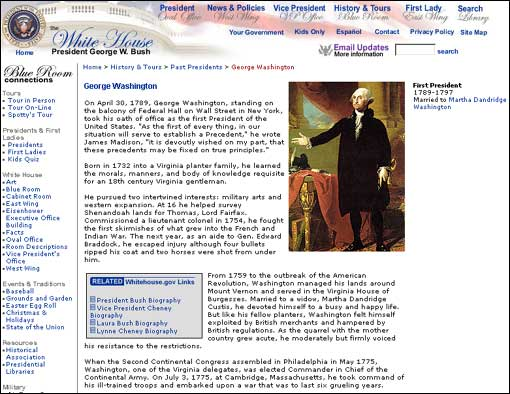 President News & Policies Vice President History & Tours First Lady Search
Oval Office West Wing VP Office Blue Room East Wing Library
Your Government Kids Only Español Contact Privacy Policy Site Map
The White House
President George W. Bush
Home
Email Updates
More information
search
Blue Room
connections
Tours
Tour in Person
Tour On-Line
Spotty's Tour
Presidents & First
Ladies
Presidents
First Ladies
Kids Quiz
White House
Art
Blue Room
Cabinet Room
East Wing
Eisenhower
Executive Office
Building
Facts
Oval Office
Room Descriptions
Vice President's
Office
West Wing
Events & Traditions
Baseball
Grounds and Garden
Easter Egg Roll
Christmas &
Holidays
State of the Union
Resources
Historical
Association
Presidential
Libraries
Military
Home > History & Tours > Past Presidents > George Washington
George Washington
On April 30, 1789, George Washington, standing on
the balcony of Federal Hall on Wall Street in New York,
took his oath of office as the first President of the
United States. "As the first of every thing, in our
situation will serve to establish a Precedent," he wrote
James Madison, "it is devoutly wished on my part, that
these precedents may be fixed on true principles."
Born in 1732 into a Virginia planter family, he learned
the morals, manners, and body of knowledge requisite
for an 18th century Virginia gentleman.
He pursued two intertwined interests: military arts and
western expansion. At 16 he helped survey
Shenandoah lands for Thomas, Lord Fairfax.
Commissioned a lieutenant colonel in 1754, he fought
the first skirmishes of what grew into the French and
Indian War. The next year, as an aide to Gen. Edward
Braddock, he escaped injury although four bullets
ripped his coat and two horses were shot from under
him.
RELATED Whitehouse.gov Links
President Bush Biography
Vice President Cheney
Biography
Laura Bush Biography
Lynne Cheney Biography
From 1759 to the outbreak of the American
Revolution, Washington managed his lands around
Mount Vernon and served in the Virginia House of
Burgesses. Married to a widow, Martha Dandridge
Custis, he devoted himself to a busy and happy life.
But like his fellow planters, Washington felt himself
exploited by British merchants and hampered by
British regulations. As the quarrel with the mother
country grew acute, he moderately but firmly voiced
his resistance to the restrictions.
When the Second Continental Congress assembled in Philadelphia in May 1775,
Washington, one of the Virginia delegates, was elected Commander in Chief of the
Continental Army. On July 3, 1775, at Cambridge, Massachusetts, he took command of
his ill-trained troops and embarked upon a war that was to last six grueling years.
First President
1789-1797
Married to Martha Dandridge
Washington